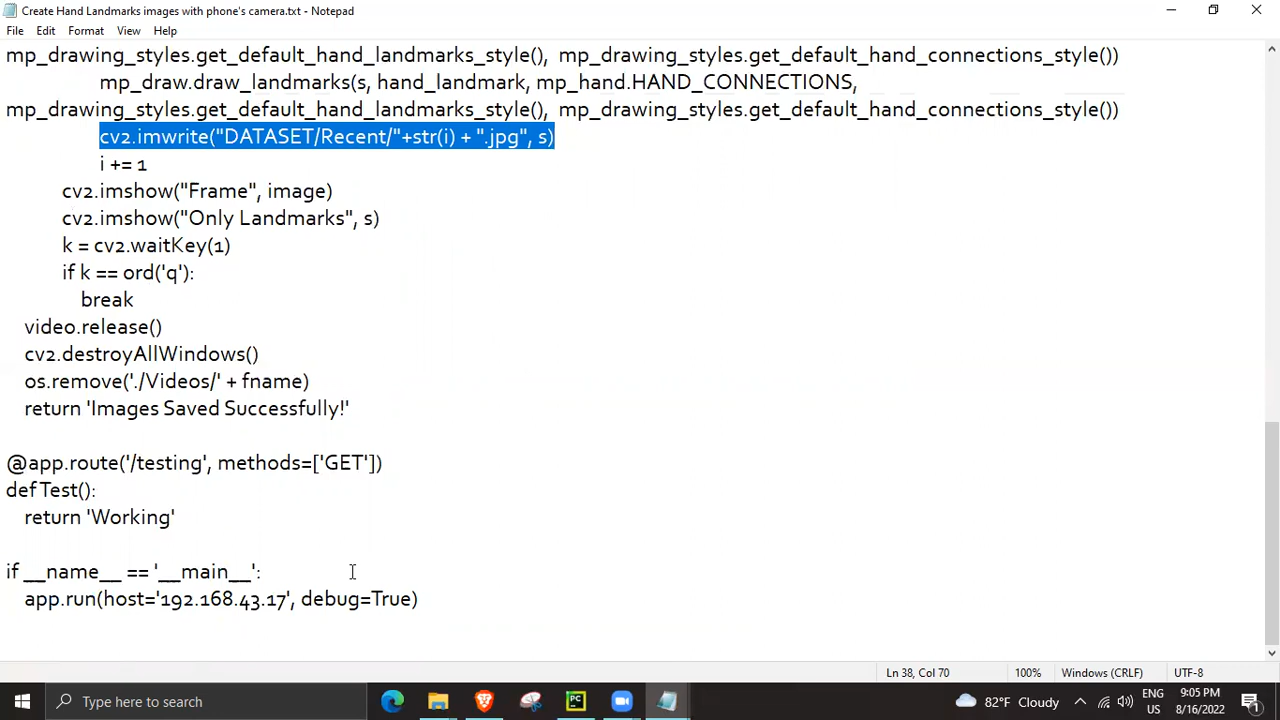 Create Hand Landmarks images with phone's camera.txt - Notepad
File Edit Format View Help
mp_drawing_styles.get_default_hand_landmarks_style(), mp_drawing_styles.get_default_hand_connections_style())
mp_draw.draw_landmarks(s, hand_landmark, mp_hand.HAND_CONNECTIONS,
mp_drawing_styles.get_default_hand_landmarks_style(), mp_drawing_styles.get_default_hand_connections_style())
cv2.imwrite("DATASET/Recent/"+str(i) + ".jpg", s)
i += 1
cv2.imshow("Frame", image)
cv2.imshow("Only Landmarks", s)
k = cv2.waitKey(1)
if k == ord('q'):
break
video.release()
cv2.destroyAllWindows()
os.remove('./Videos/' + fname)
return 'Images Saved Successfully!'
@app.route('/testing', methods=['GET'])
def Test():
return 'Working'
if __name__ == '__main__':
app.run(host='192.168.43.17', debug=True)
Ln 38, Col 70 100% Windows (CRLF) UTF-8
Type here to search
82°F Cloudy
ENG
US
9:05 PM
8/16/2022
1